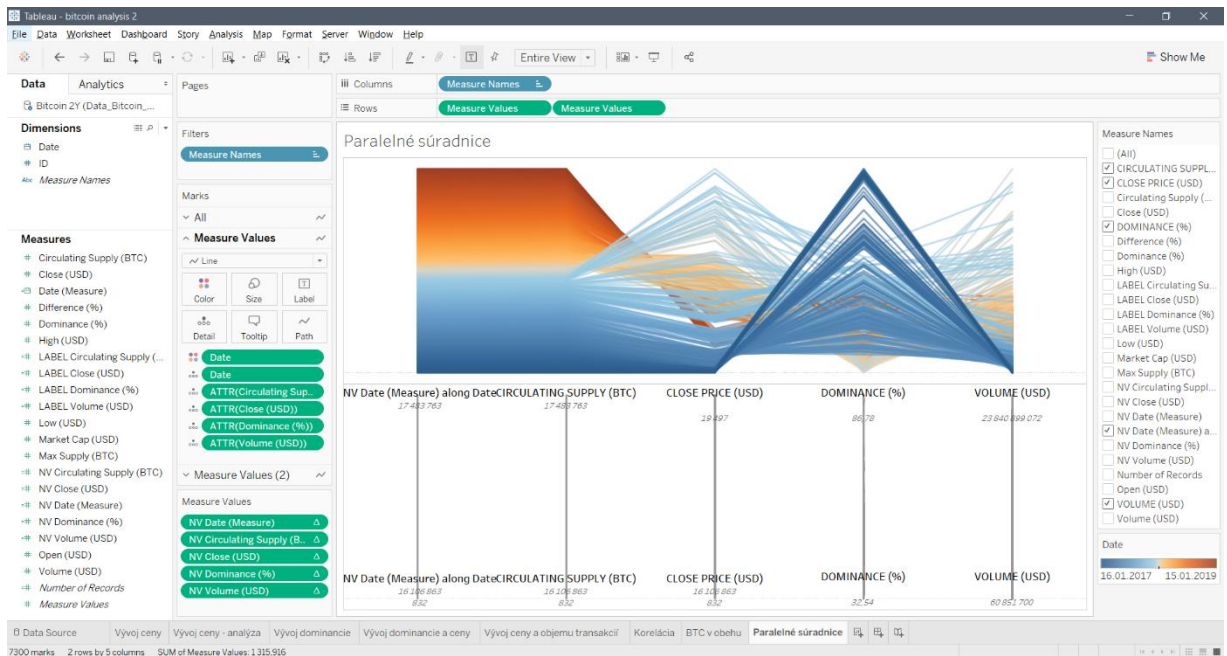 Tableau - bitcoin analysis 2
File Data Worksheet Dashboard Story Analysis Map Format Server Window Help
Entire View
Show Me
Data Analytics
Bitcoin 2Y (Data_Bitcoin_...
Dimensions
Date
# ID
Abc Measure Names
Measures
# Circulating Supply (BTC)
# Close (USD)
Date (Measure)
# Difference (%)
# Dominance (%)
# High (USD)
=# LABEL Circulating Supply (...
=# LABEL Close (USD)
=# LABEL Dominance (%)
=# LABEL Volume (USD)
# Low (USD)
# Market Cap (USD)
# Max Supply (BTC)
=# NV Circulating Supply (BTC)
=# NV Close (USD)
=# NV Date (Measure)
=# NV Dominance (%)
=# NV Volume (USD)
# Open (USD)
# Volume (USD)
=# Number of Records
# Measure Values
Pages
Filters
Measure Names
Marks
All
Measure Values
Line
Color Size Label
Detail Tooltip Path
Date
Date
ATTR(Circulating Sup..
ATTR(Close (USD))
ATTR(Dominance (%))
ATTR(Volume (USD))
Measure Values (2)
Measure Values
NV Date (Measure) Δ
NV Circulating Supply (B.. Δ
NV Close (USD) Δ
NV Dominance (%) Δ
NV Volume (USD) Δ
Columns Measure Names
Rows Measure Values Measure Values
Paralelné súradnice
NV Date (Measure) along Date CIRCULATING SUPPLY (BTC) CLOSE PRICE (USD) DOMINANCE (%) VOLUME (USD)
17 483 763 17 483 763 19 497 86,78 23 840 899 072
NV Date (Measure) along Date CIRCULATING SUPPLY (BTC) CLOSE PRICE (USD) DOMINANCE (%) VOLUME (USD)
16 106 863 16 106 863 16 106 863 32,54 60 851 700
832 832 832
Measure Names
(All)
CIRCULATING SUPPL...
CLOSE PRICE (USD)
Circulating Supply (...
Close (USD)
DOMINANCE (%)
Difference (%)
Dominance (%)
High (USD)
LABEL Circulating Su...
LABEL Close (USD)
LABEL Dominance (%)
LABEL Volume (USD)
Low (USD)
Market Cap (USD)
Max Supply (BTC)
NV Circulating Suppl...
NV Close (USD)
NV Date (Measure)
NV Date (Measure) a...
NV Dominance (%)
NV Volume (USD)
Number of Records
Open (USD)
VOLUME (USD)
Volume (USD)
Date
16.01.2017 15.01.2019
Data Source Vývoj ceny Vývoj ceny - analýza Vývoj dominancie Vývoj dominancie a ceny Vývoj ceny a objemu transakcií Korelácia BTC v obehu Paralelné súradnice
7300 marks 2 rows by 5 columns SUM of Measure Values: 1 315,916